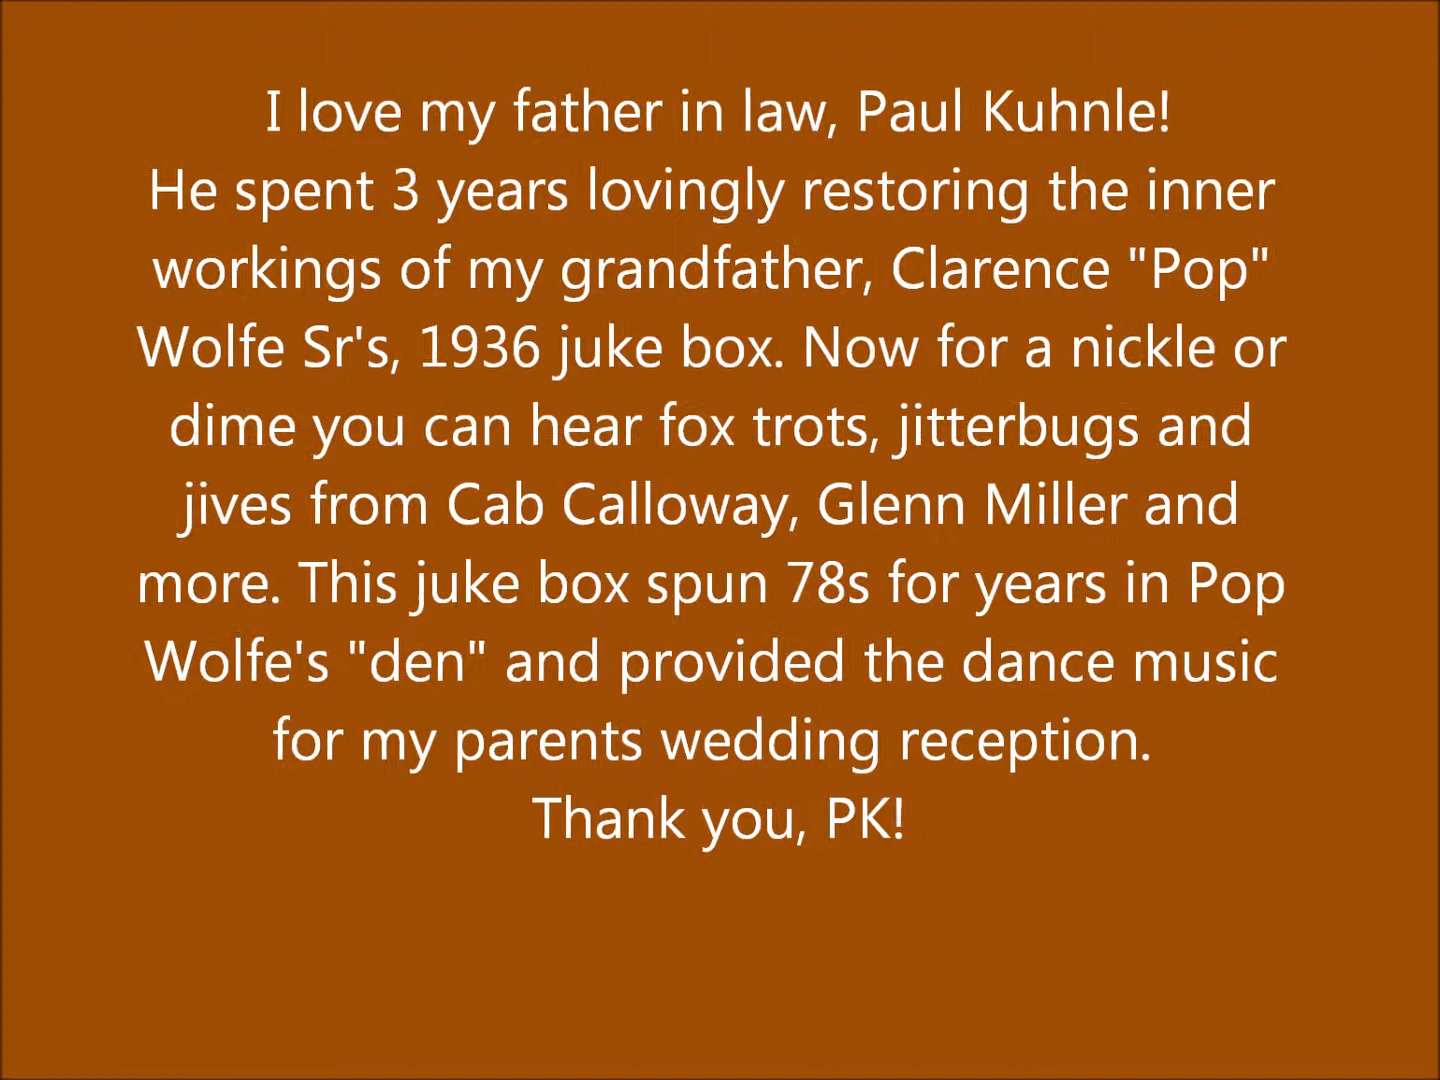 I love my father in law, Paul Kuhnle!
He spent 3 years lovingly restoring the inner
workings of my grandfather, Clarence "Pop"
Wolfe Sr's, 1936 juke box. Now for a nickle or
dime you can hear fox trots, jitterbugs and
jives from Cab Calloway, Glenn Miller and
more. This juke box spun 78s for years in Pop
Wolfe's "den" and provided the dance music
for my parents wedding reception.
Thank you, PK!